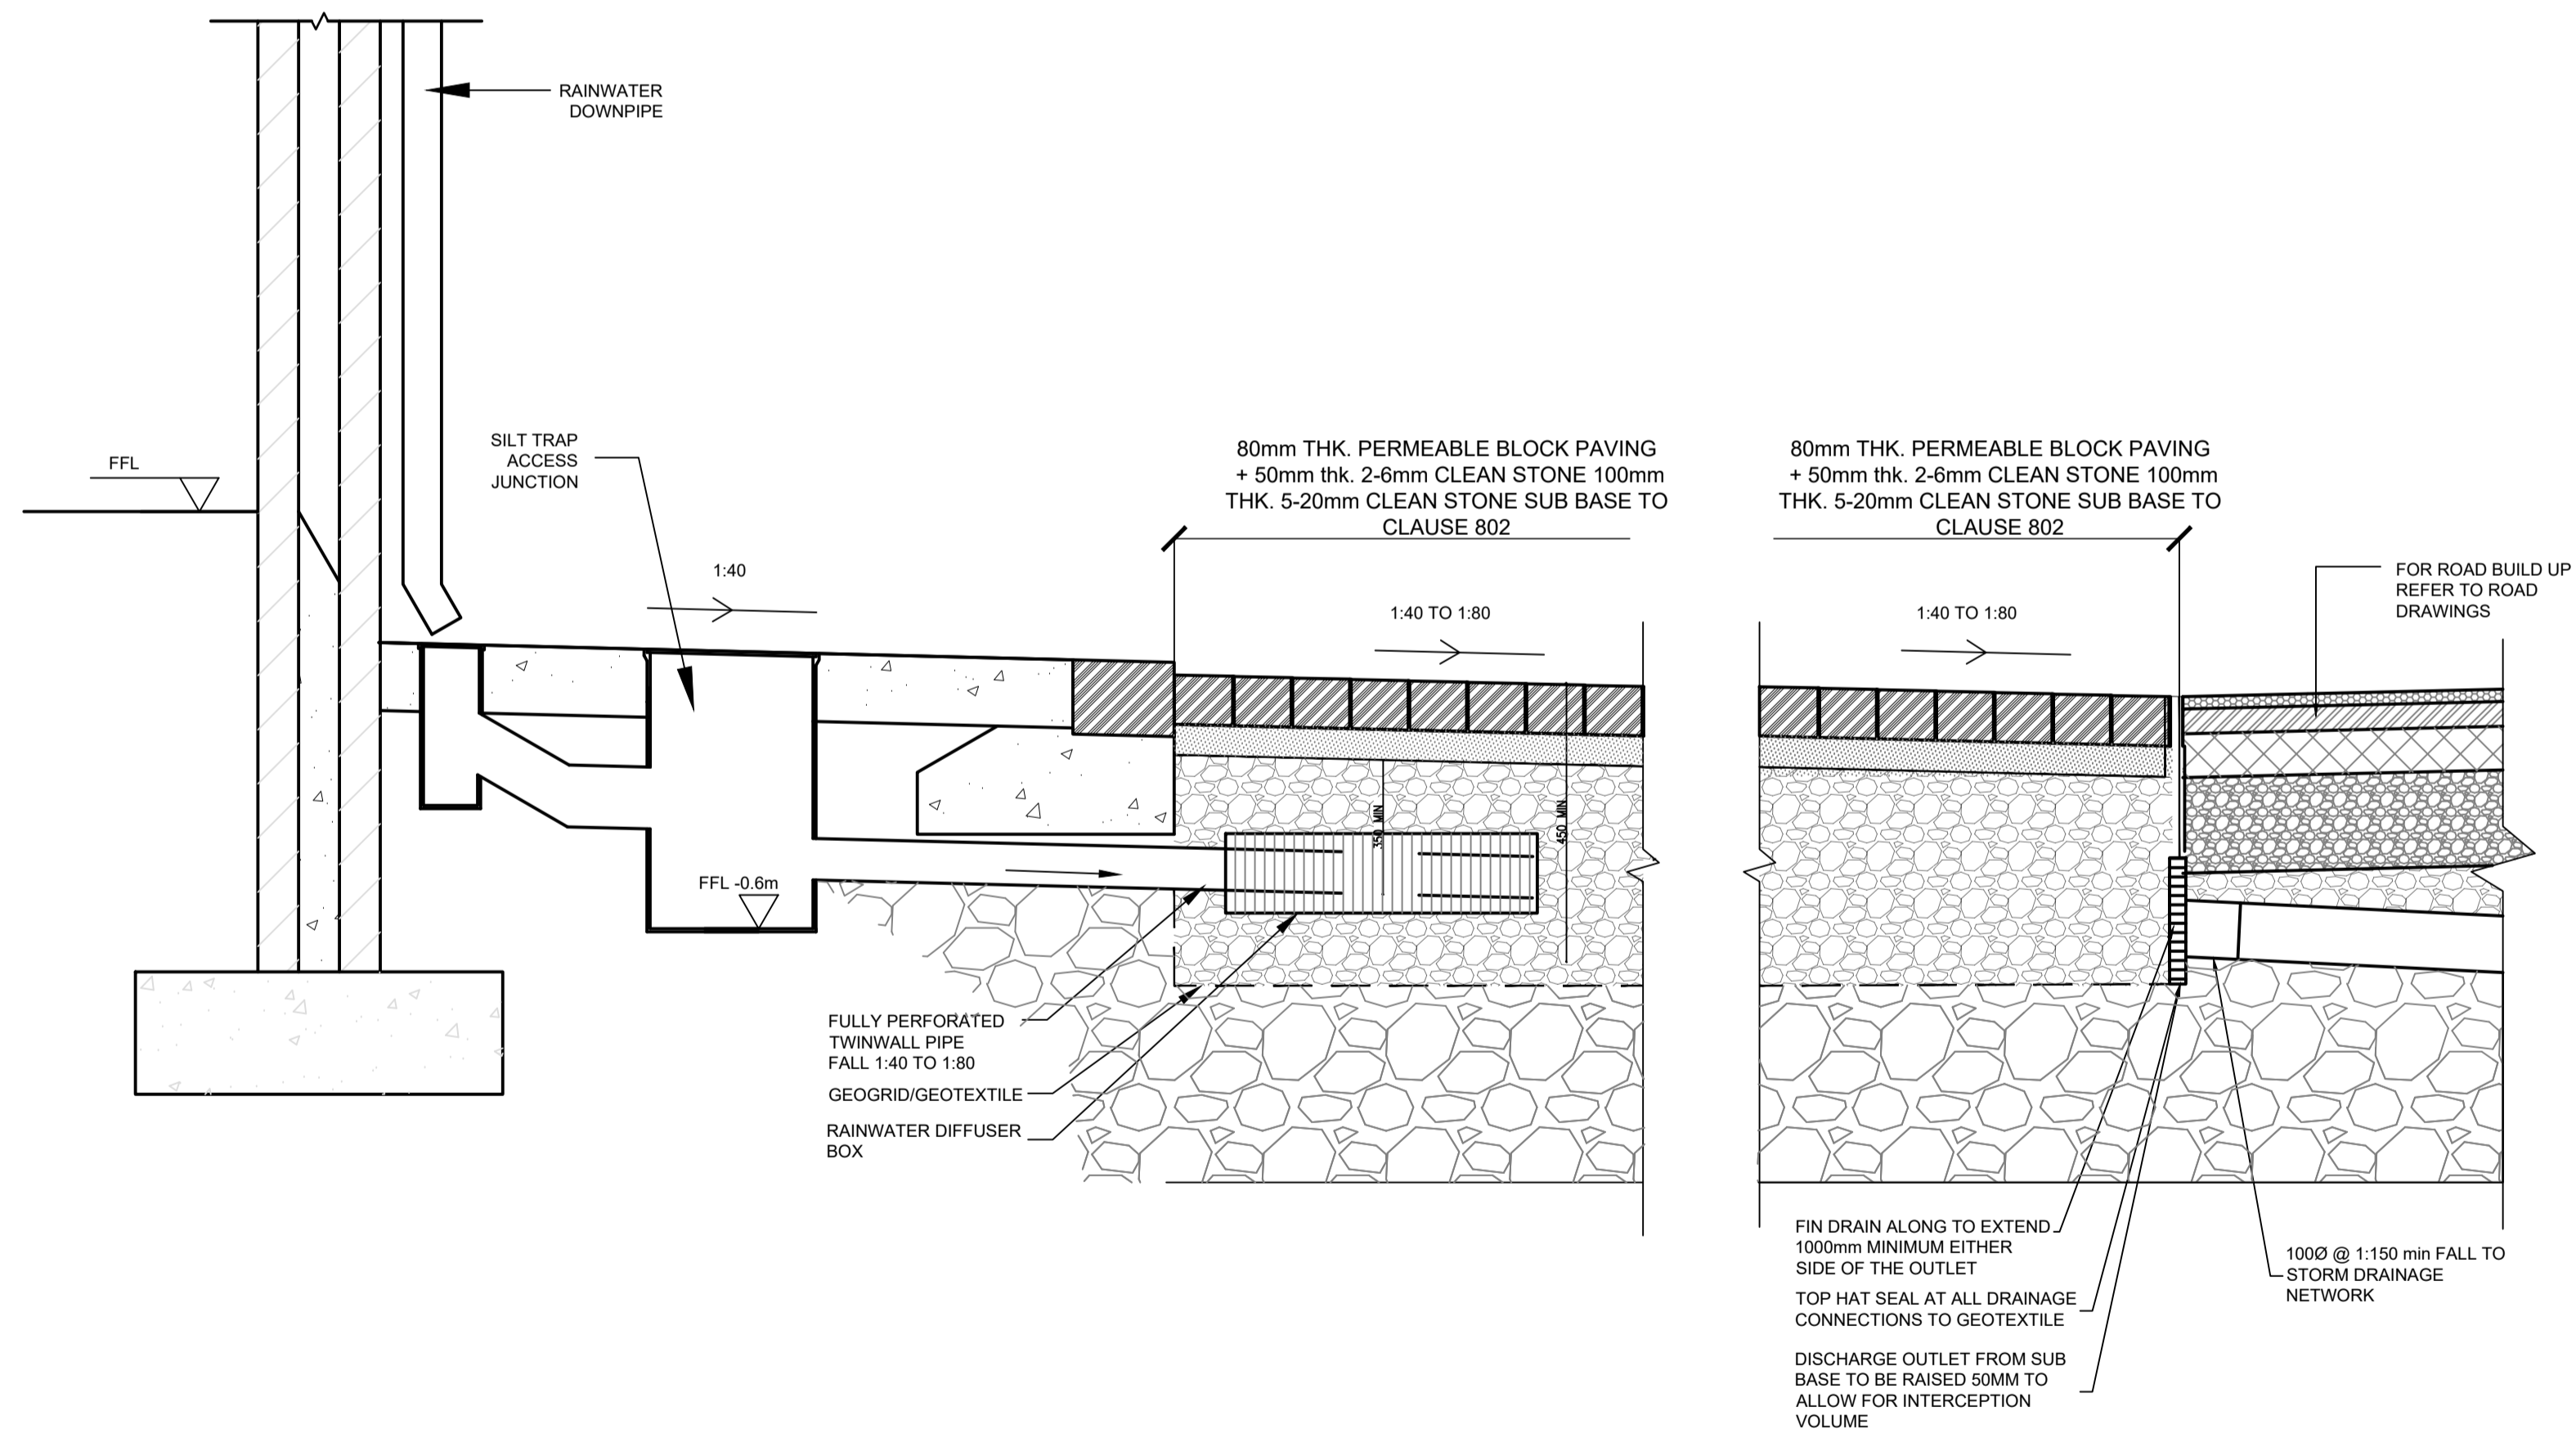 RAINWATER
DOWNPIPE
FFL
SILT TRAP
ACCESS
JUNCTION
1:40
80mm THK. PERMEABLE BLOCK PAVING
+ 50mm thk. 2-6mm CLEAN STONE 100mm
THK. 5-20mm CLEAN STONE SUB BASE TO
CLAUSE 802
1:40 TO 1:80
80mm THK. PERMEABLE BLOCK PAVING
+ 50mm thk. 2-6mm CLEAN STONE 100mm
THK. 5-20mm CLEAN STONE SUB BASE TO
CLAUSE 802
1:40 TO 1:80
FOR ROAD BUILD UP
REFER TO ROAD
DRAWINGS
350 MIN
450 MIN
FFL -0.6m
FULLY PERFORATED
TWINWALL PIPE
FALL 1:40 TO 1:80
GEOGRID/GEOTEXTILE
RAINWATER DIFFUSER
BOX
FIN DRAIN ALONG TO EXTEND
1000mm MINIMUM EITHER
SIDE OF THE OUTLET
TOP HAT SEAL AT ALL DRAINAGE
CONNECTIONS TO GEOTEXTILE
DISCHARGE OUTLET FROM SUB
BASE TO BE RAISED 50MM TO
ALLOW FOR INTERCEPTION
VOLUME
100Ø @ 1:150 min FALL TO
STORM DRAINAGE
NETWORK